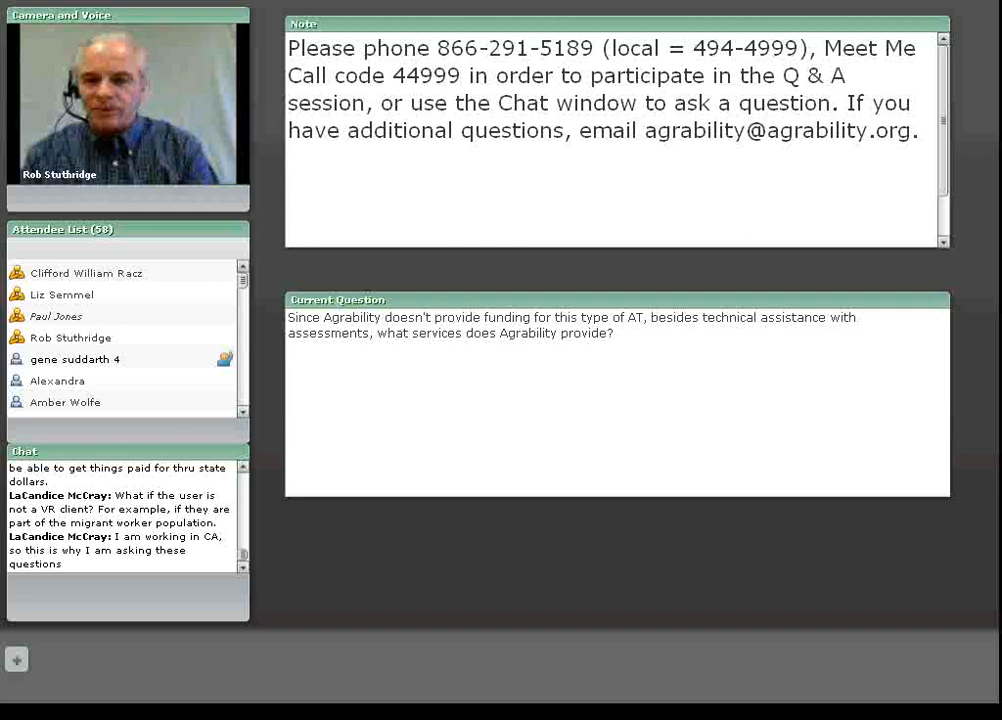 Camera and Voice
Rob Stuthridge
Attendee List (58)
Clifford William Racz
Liz Semmel
Paul Jones
Rob Stuthridge
gene suddarth 4
Alexandra
Amber Wolfe
Chat
be able to get things paid for thru state
dollars.
LaCandice McCray: What if the user is
not a VR client? For example, if they are
part of the migrant worker population.
LaCandice McCray: I am working in CA,
so this is why I am asking these
questions
Note
Please phone 866-291-5189 (local = 494-4999), Meet Me
Call code 44999 in order to participate in the Q & A
session, or use the Chat window to ask a question. If you
have additional questions, email agrability@agrability.org.
Current Question
Since Agrability doesn't provide funding for this type of AT, besides technical assistance with
assessments, what services does Agrability provide?